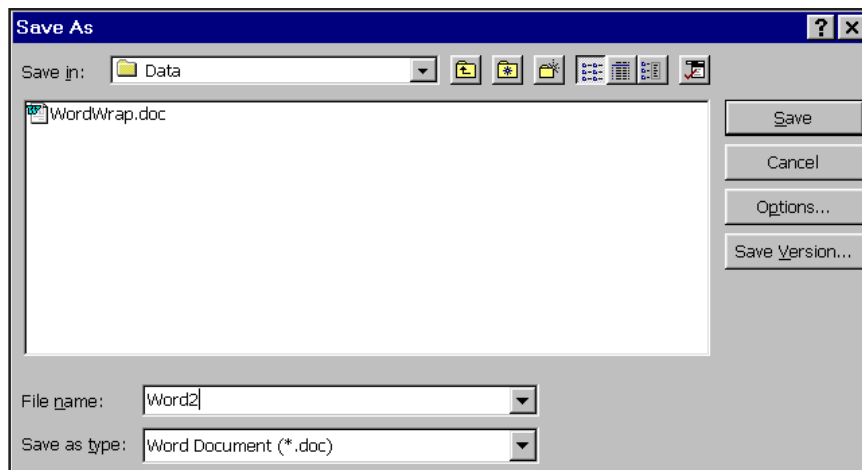 Save As
Save in: Data
WordWrap.doc
Save
Cancel
Options...
Save Version...
File name: Word2
Save as type: Word Document (*.doc)